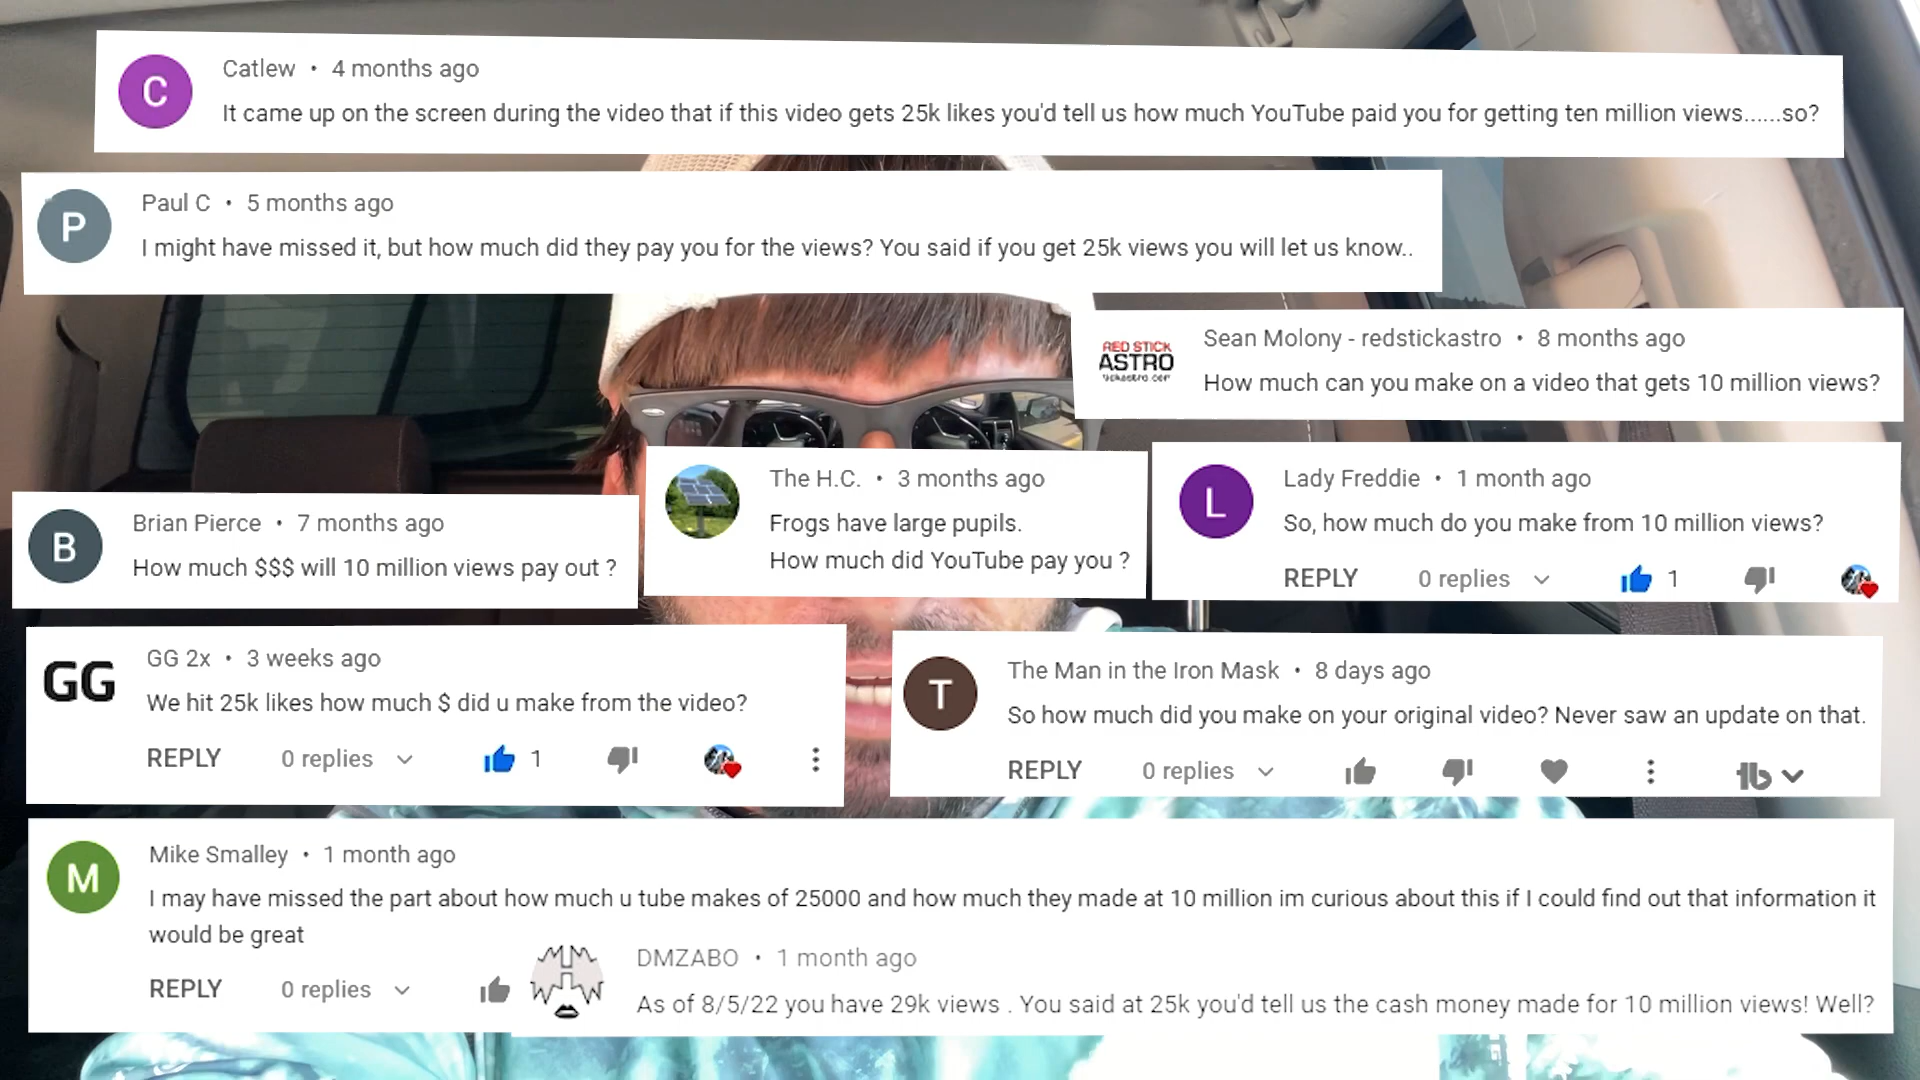 C
Catlew • 4 months ago
It came up on the screen during the video that if this video gets 25k likes you'd tell us how much YouTube paid you for getting ten million views......so?
P
Paul C • 5 months ago
I might have missed it, but how much did they pay you for the views? You said if you get 25k views you will let us know..
RED STICK
ASTRO
Sean Molony - redstickastro • 8 months ago
How much can you make on a video that gets 10 million views?
B
Brian Pierce • 7 months ago
How much $$$ will 10 million views pay out ?
The H.C. • 3 months ago
Frogs have large pupils.
How much did YouTube pay you ?
L
Lady Freddie • 1 month ago
So, how much do you make from 10 million views?
REPLY 0 replies 1
GG
GG 2x • 3 weeks ago
We hit 25k likes how much $ did u make from the video?
REPLY 0 replies 1
T
The Man in the Iron Mask • 8 days ago
So how much did you make on your original video? Never saw an update on that.
REPLY 0 replies
M
Mike Smalley • 1 month ago
I may have missed the part about how much u tube makes of 25000 and how much they made at 10 million im curious about this if I could find out that information it
would be great
REPLY 0 replies
DMZABO • 1 month ago
As of 8/5/22 you have 29k views . You said at 25k you'd tell us the cash money made for 10 million views! Well?